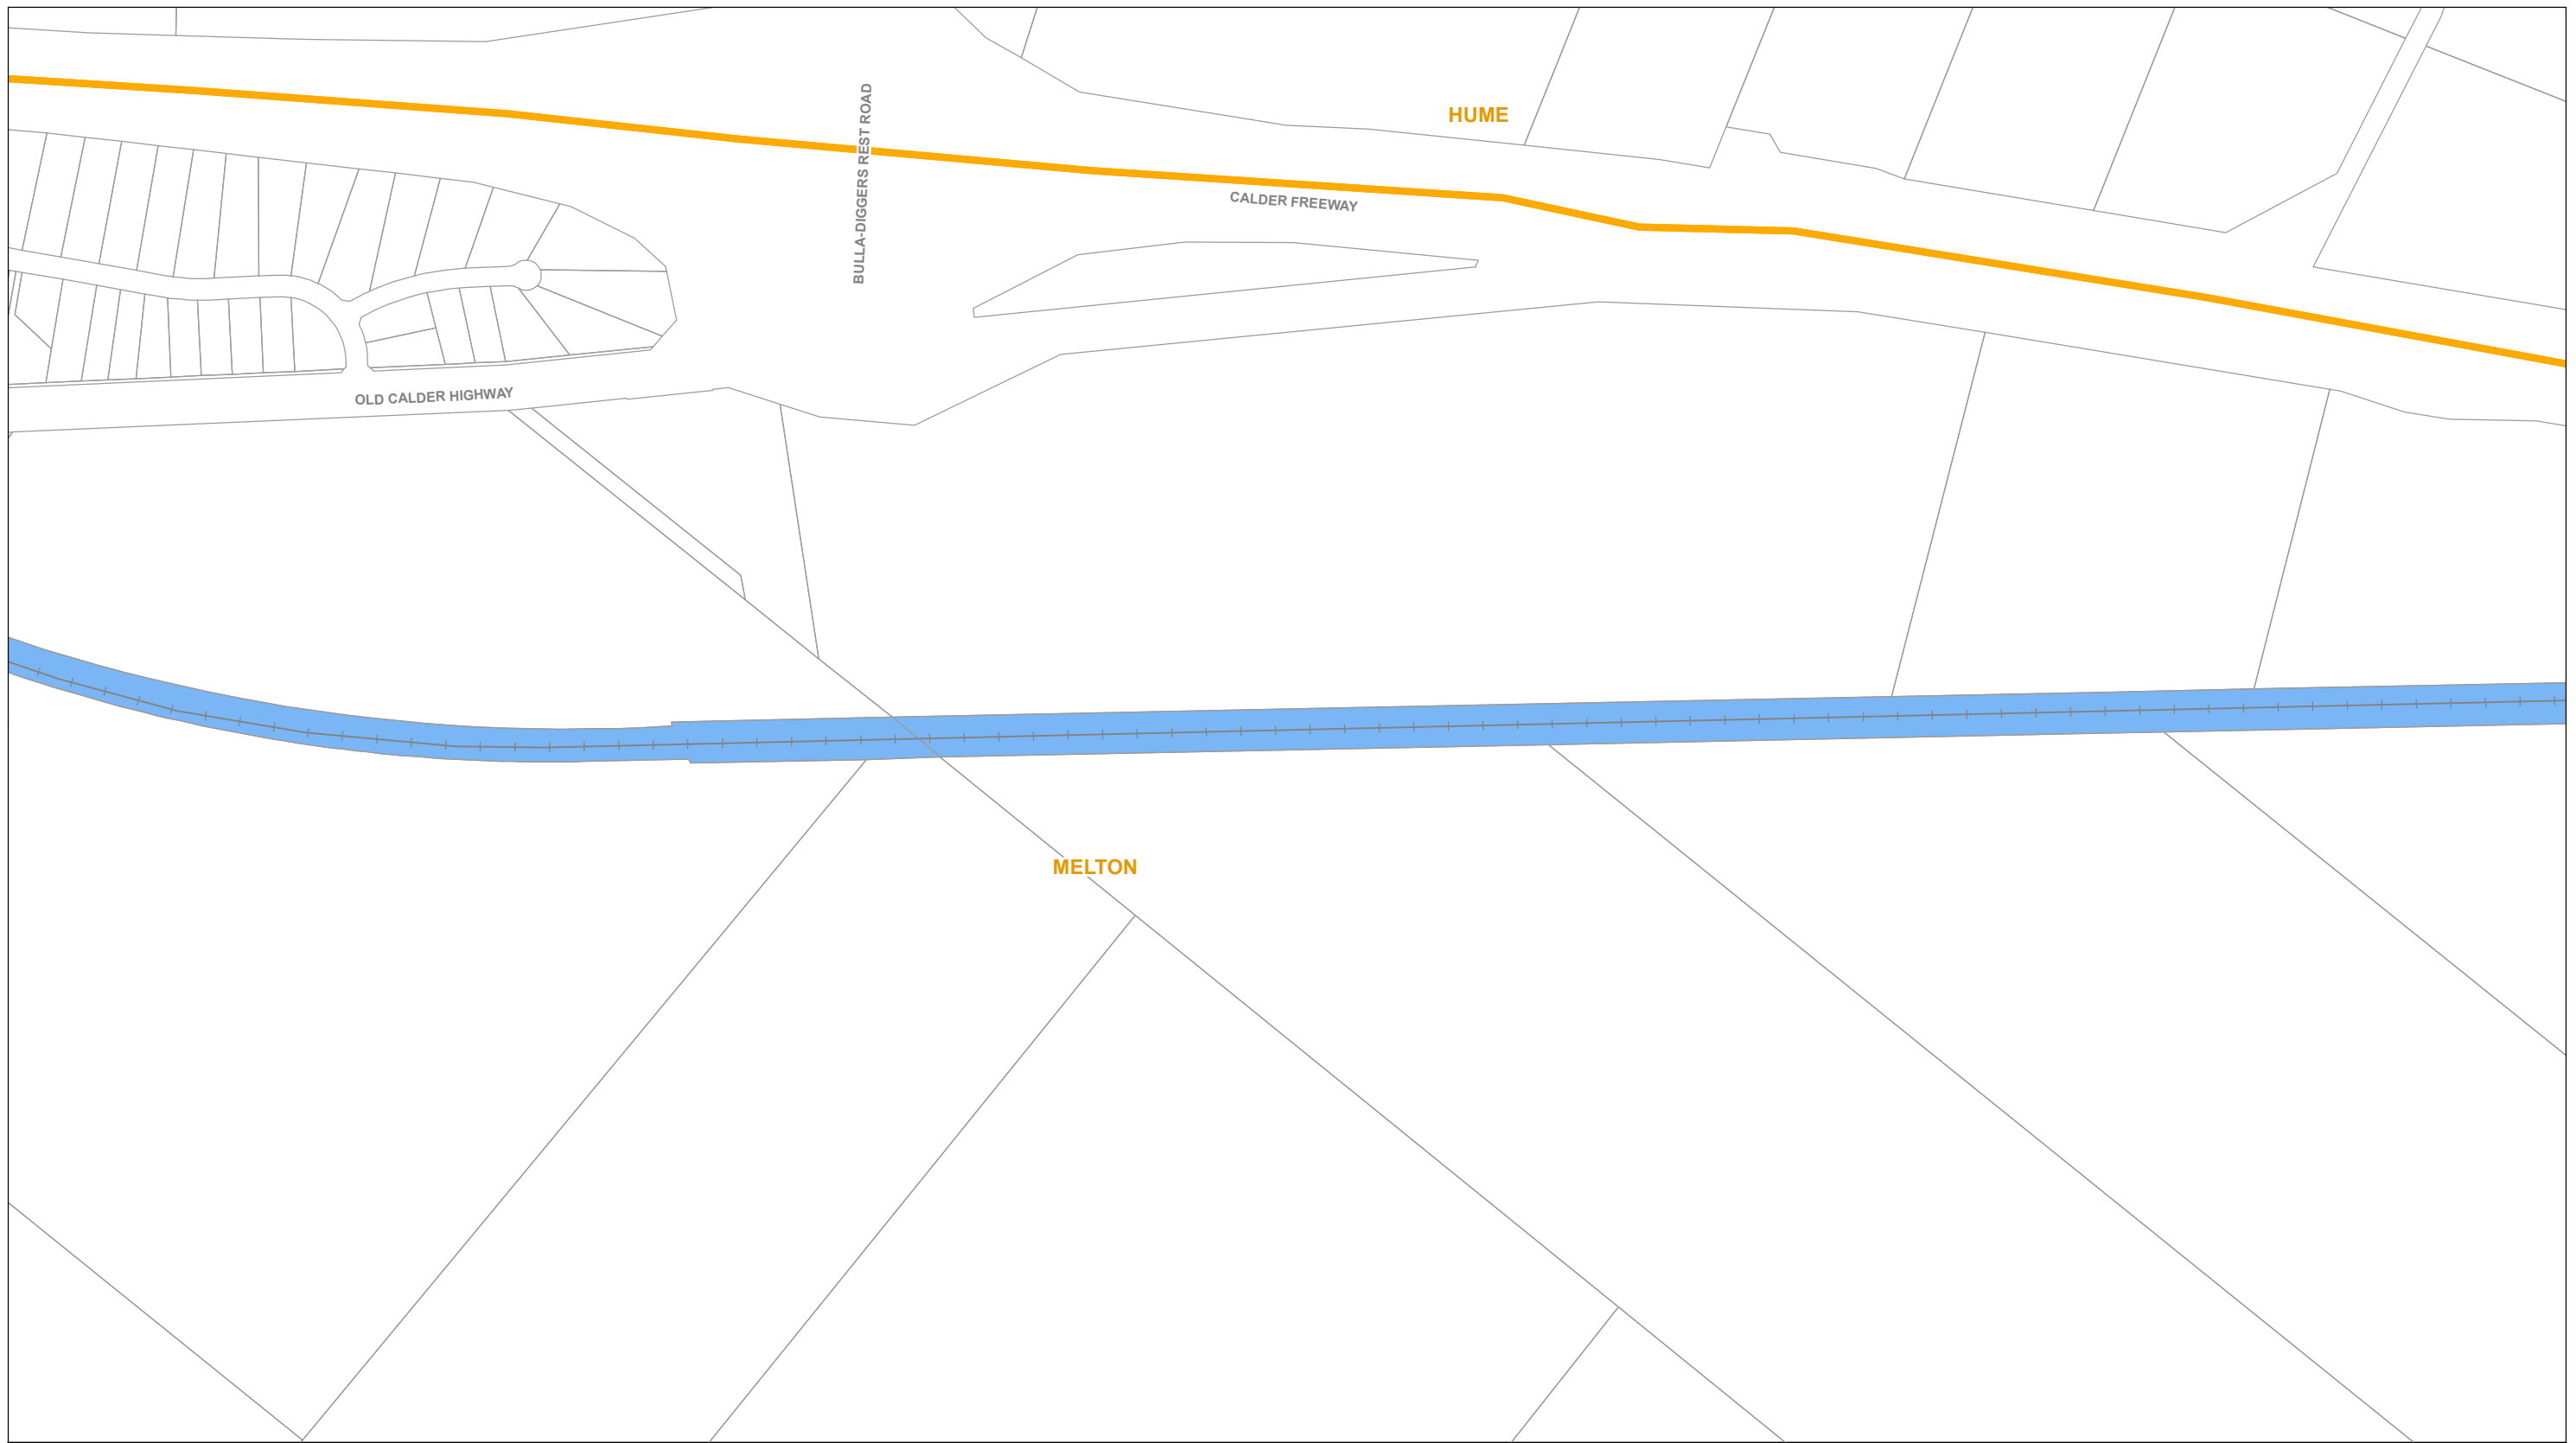 HUME
BULLA-DIGGERS REST ROAD
CALDER FREEWAY
OLD CALDER HIGHWAY
MELTON